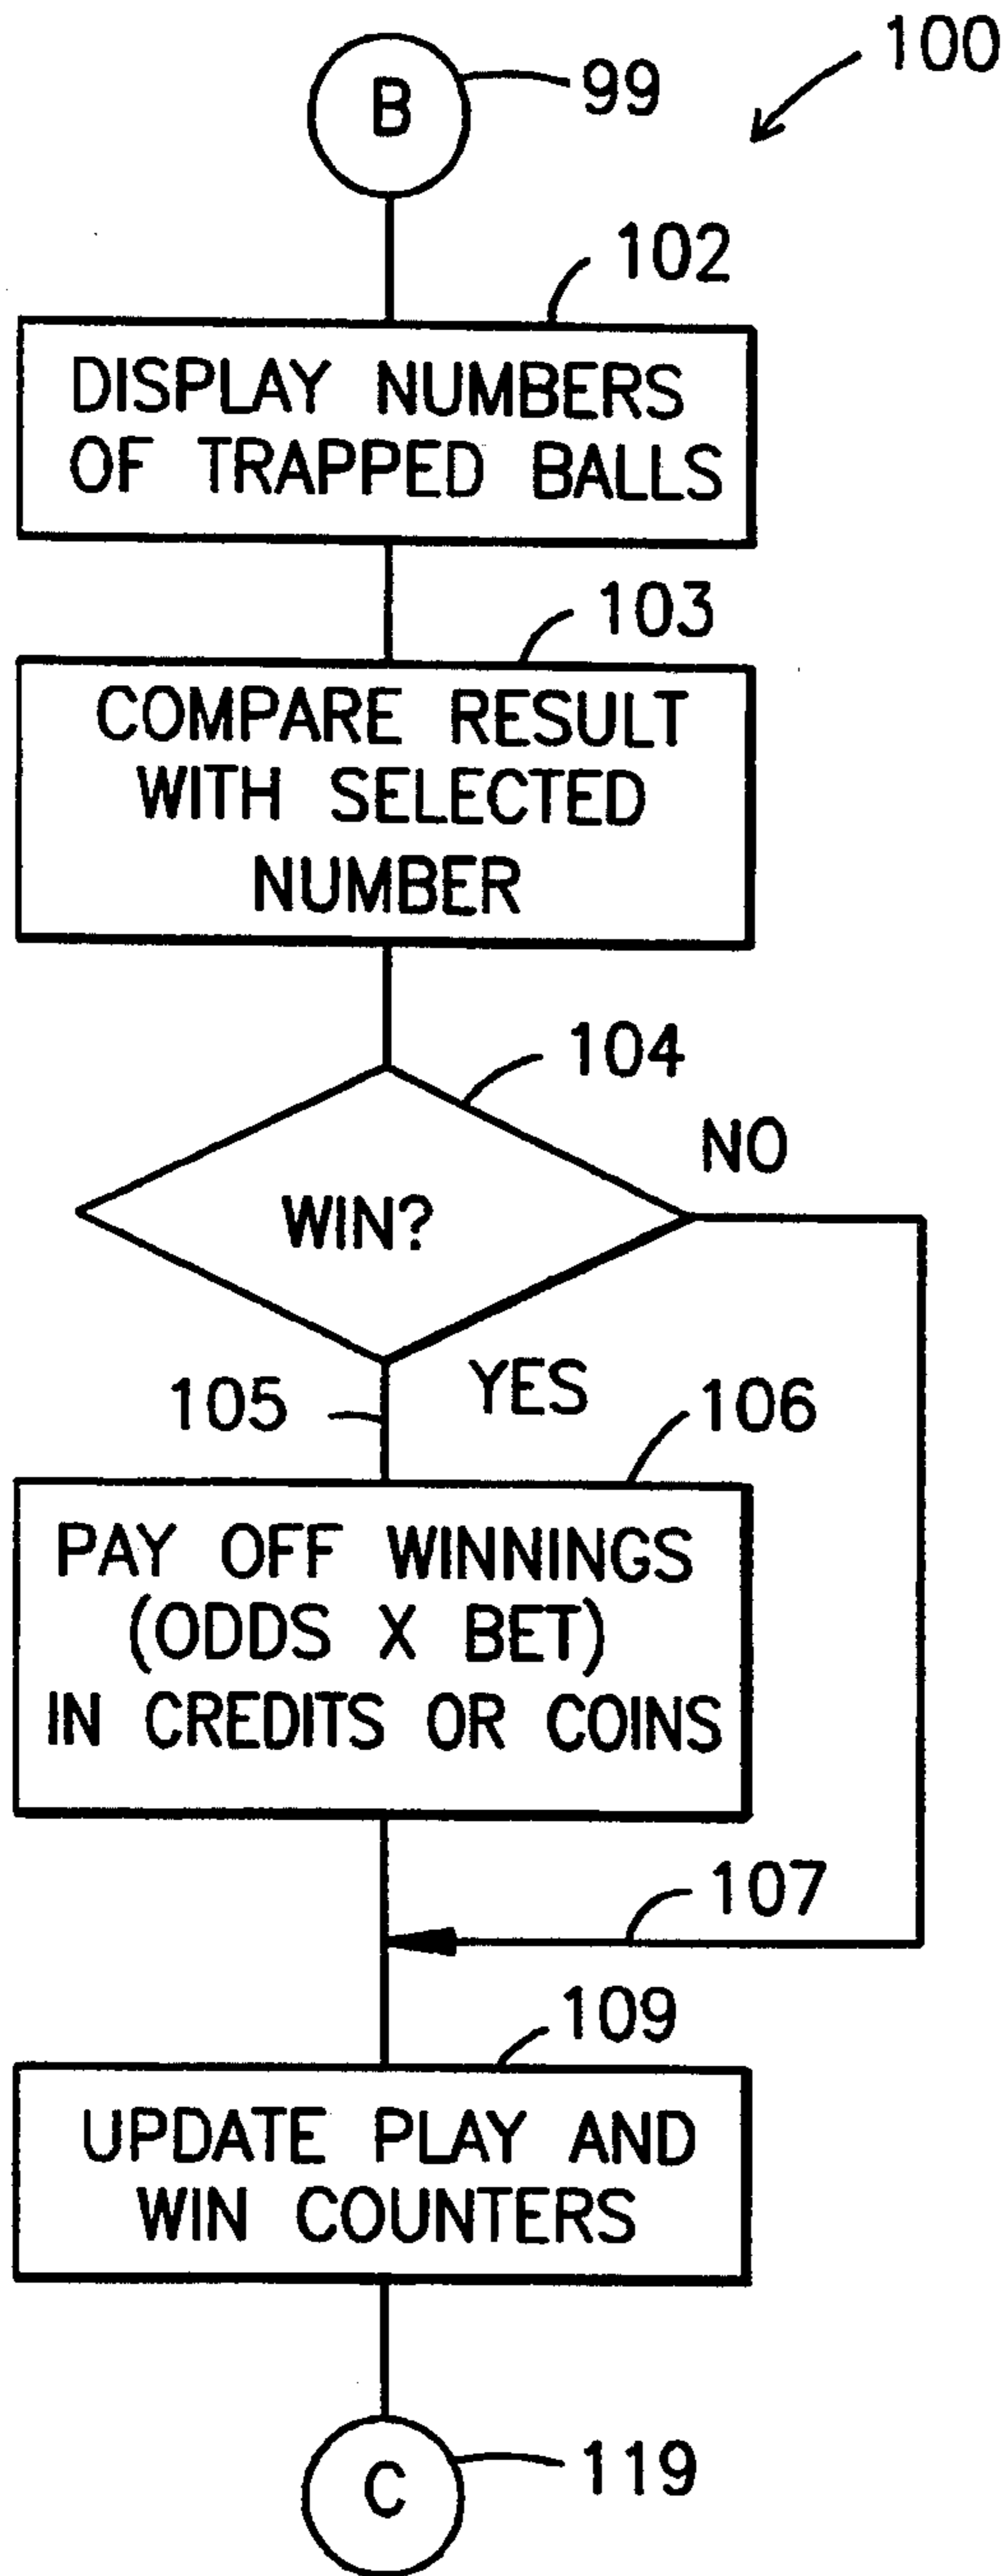 100
B
99
102
DISPLAY NUMBERS
OF TRAPPED BALLS
103
COMPARE RESULT
WITH SELECTED
NUMBER
104
NO
WIN?
YES
105
106
PAY OFF WINNINGS
(ODDS X BET)
IN CREDITS OR COINS
107
109
UPDATE PLAY AND
WIN COUNTERS
C
119